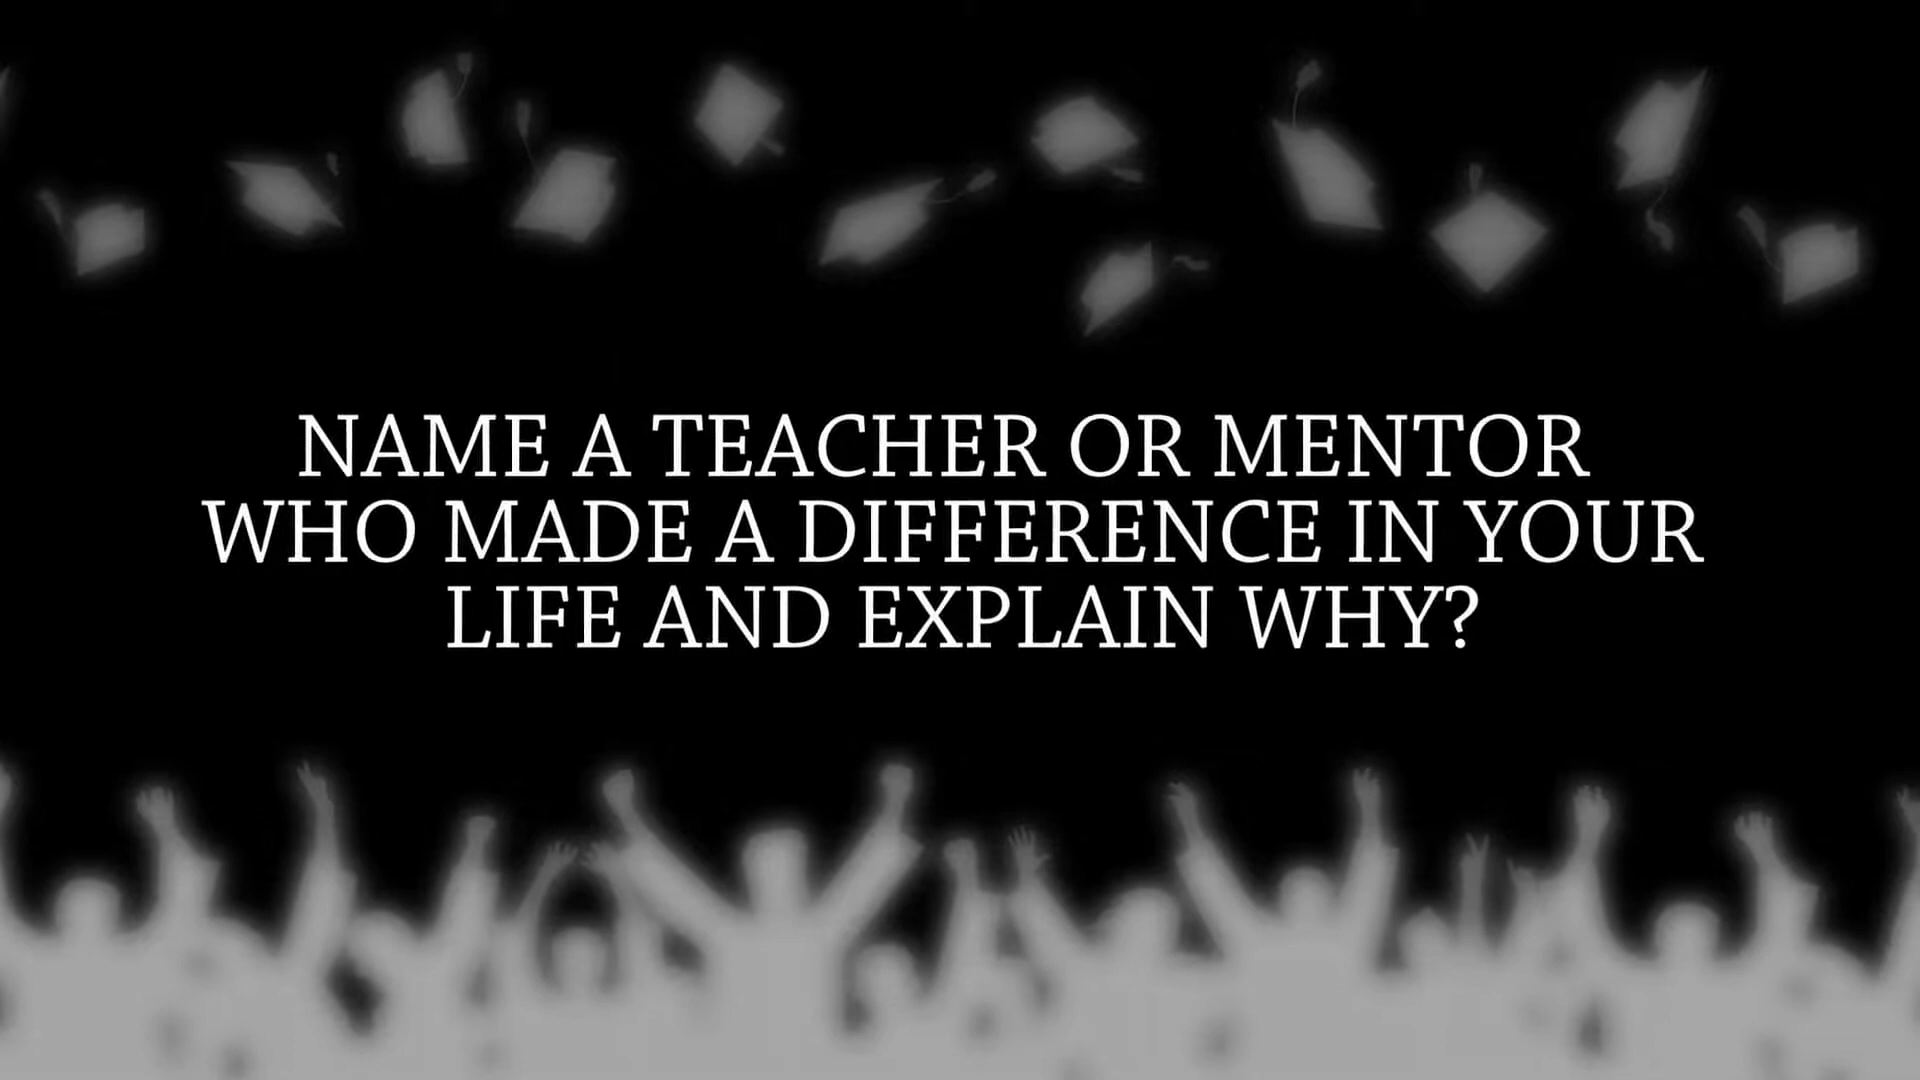 NAME A TEACHER OR MENTOR
WHO MADE A DIFFERENCE IN YOUR
LIFE AND EXPLAIN WHY?